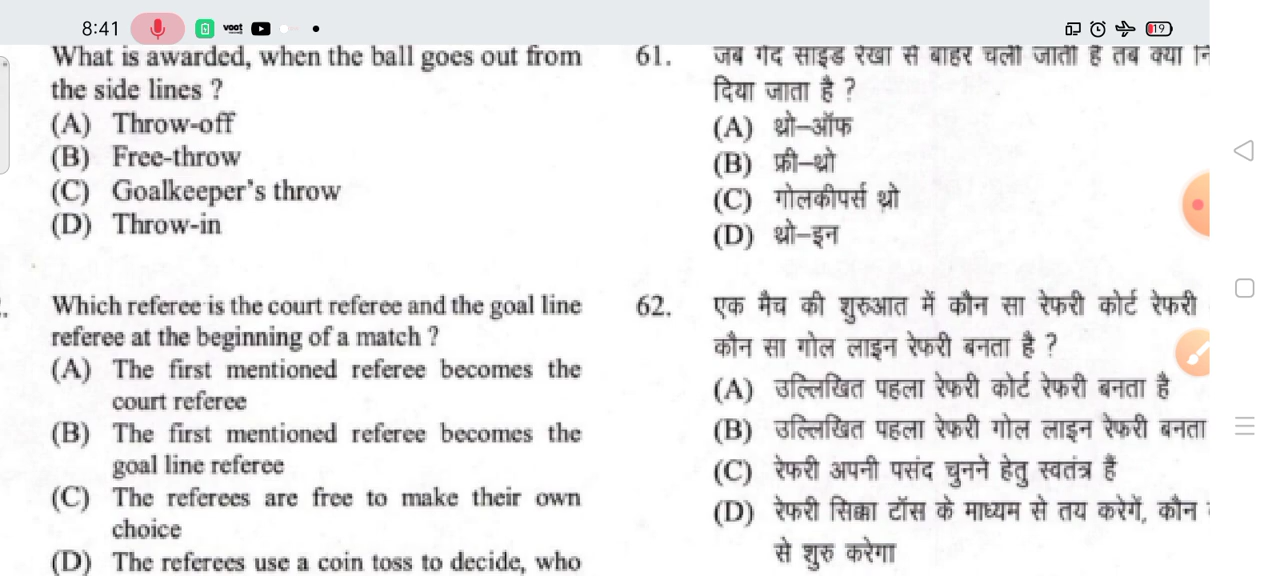 8:41
voot
19
What is awarded, when the ball goes out from
the side lines ?
(A) Throw-off
(B) Free-throw
(C) Goalkeeper's throw
(D) Throw-in
Which referee is the court referee and the goal line
referee at the beginning of a match ?
(A) The first mentioned referee becomes the
court referee
(B) The first mentioned referee becomes the
goal line referee
(C) The referees are free to make their own
choice
(D) The referees use a coin toss to decide, who
61. जब गेंद साइड रेखा से बाहर चली जाती है तब क्या
दिया जाता है ?
(A) थ्रो–ऑफ
(B) फ्री–थ्रो
(C) गोलकीपर्स थ्रो
(D) थ्रो–इन
62. एक मैच की शुरुआत में कौन सा रेफरी कोर्ट रेफरी
कौन सा गोल लाइन रेफरी बनता है ?
(A) उल्लिखित पहला रेफरी कोर्ट रेफरी बनता है
(B) उल्लिखित पहला रेफरी गोल लाइन रेफरी बनता
(C) रेफरी अपनी पसंद चुनने हेतु स्वतंत्र हैं
(D) रेफरी सिक्का टॉस के माध्यम से तय करेगें, कौन
से शुरु करेगा